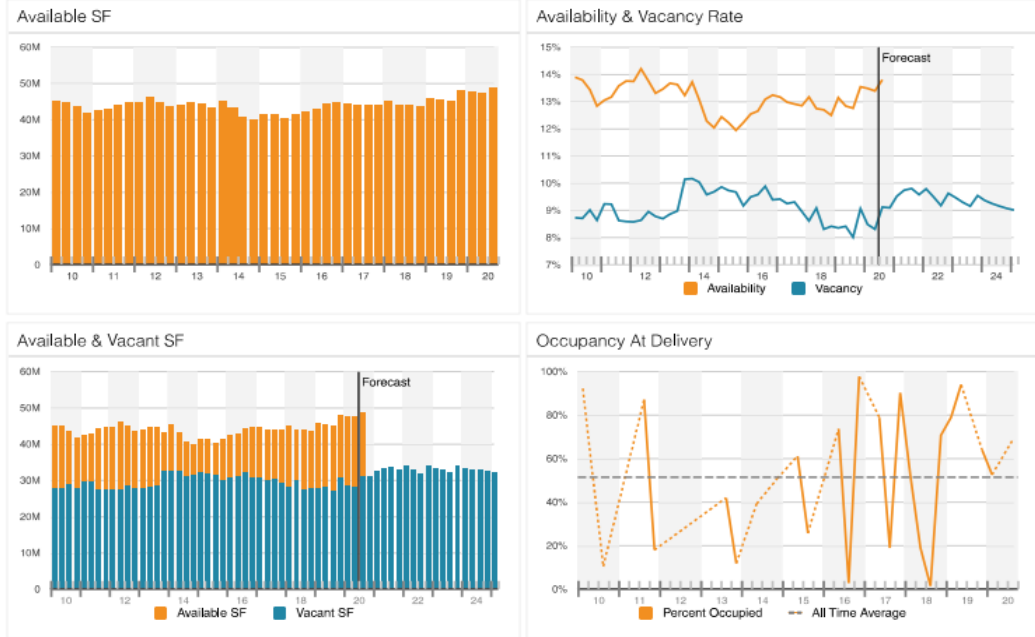 Available SF
60M
50M
40M
30M
20M
10M
0
10 11 12 13 14 15 16 17 18 19 20
Availability & Vacancy Rate
15%
14%
13%
12%
11%
10%
9%
8%
7%
Forecast
10 12 14 16 18 20 22 24
Availability Vacancy
Available & Vacant SF
60M
50M
40M
30M
20M
10M
0
Forecast
10 12 14 16 18 20 22 24
Available SF Vacant SF
Occupancy At Delivery
100%
80%
60%
40%
20%
0%
10 11 12 13 14 15 16 17 18 19 20
Percent Occupied All Time Average